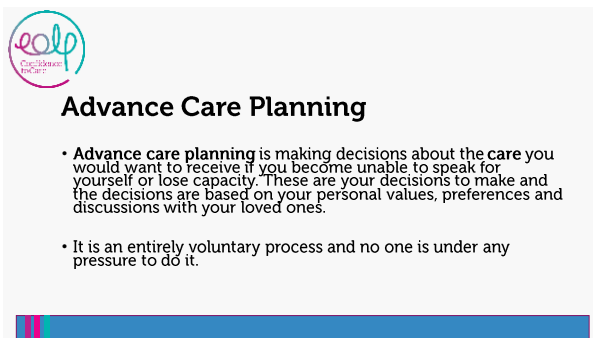 eolp
Confidence
in Care
Advance Care Planning
• Advance care planning is making decisions about the care you
would want to receive if you become unable to speak for
yourself or lose capacity. These are your decisions to make and
the decisions are based on your personal values, preferences and
discussions with your loved ones.
• It is an entirely voluntary process and no one is under any
pressure to do it.